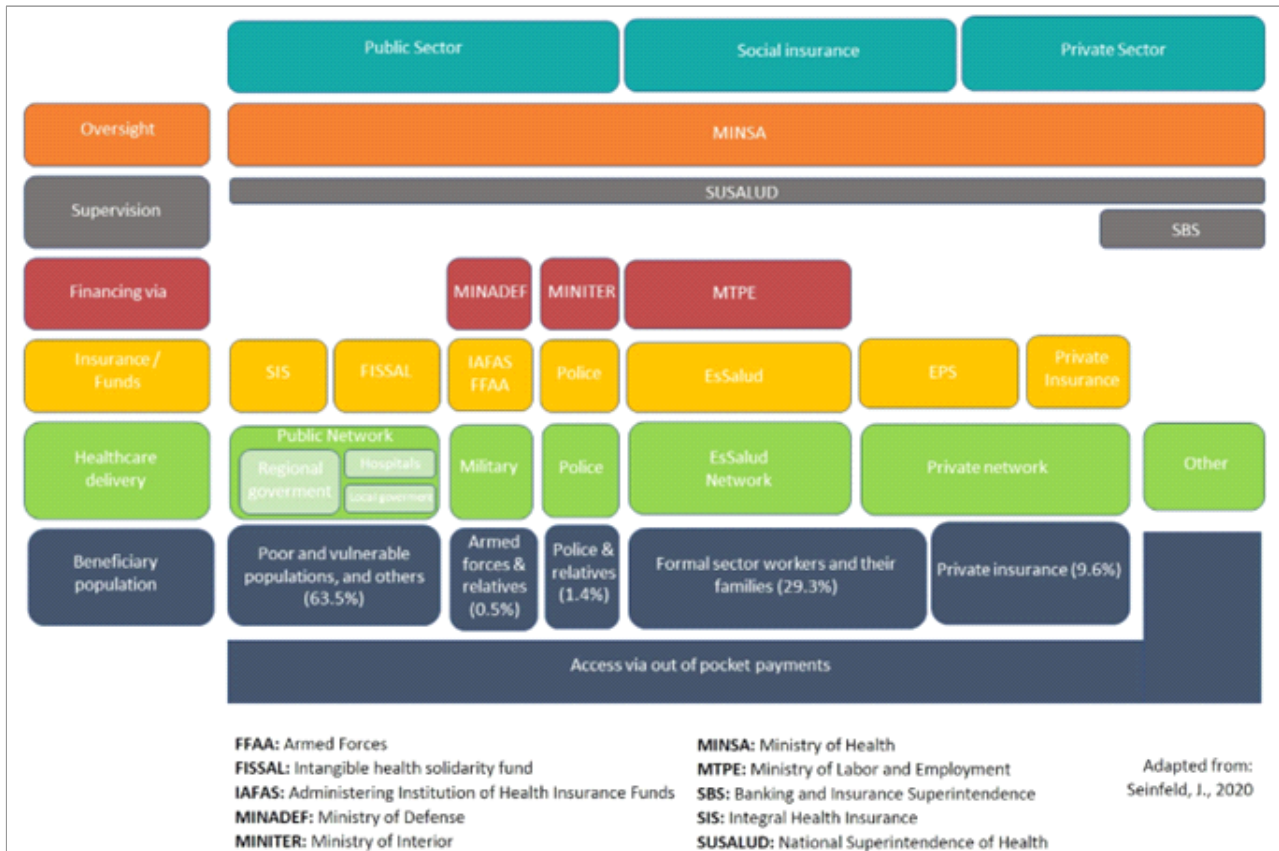 Public Sector
Social insurance
Private Sector
Oversight
MINSA
Supervision
SUSALUD
SBS
Financing via
MINADEF
MINITER
MTPE
Insurance /
Funds
SIS
FISSAL
IAFAS
FFAA
Police
EsSalud
EPS
Private
Insurance
Healthcare
delivery
Public Network
Regional
goverment
Hospitals
Local goverment
Military
Police
EsSalud
Network
Private network
Other
Beneficiary
population
Poor and vulnerable
populations, and others
(63.5%)
Armed
forces &
relatives
(0.5%)
Police &
relatives
(1.4%)
Formal sector workers and their
families (29.3%)
Private insurance (9.6%)
Access via out of pocket payments
FFAA: Armed Forces
FISSAL: Intangible health solidarity fund
IAFAS: Administering Institution of Health Insurance Funds
MINADEF: Ministry of Defense
MINITER: Ministry of Interior
MINSA: Ministry of Health
MTPE: Ministry of Labor and Employment
SBS: Banking and Insurance Superintendence
SIS: Integral Health Insurance
SUSALUD: National Superintendence of Health
Adapted from:
Seinfeld, J., 2020